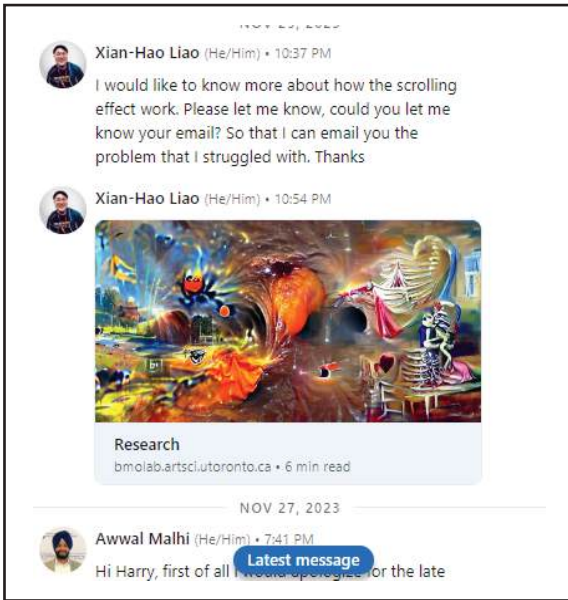 NOV 25, 2023
Xian-Hao Liao (He/Him) • 10:37 PM
I would like to know more about how the scrolling
effect work. Please let me know, could you let me
know your email? So that I can email you the
problem that I struggled with. Thanks
Xian-Hao Liao (He/Him) • 10:54 PM
Research
bmolab.artsci.utoronto.ca • 6 min read
NOV 27, 2023
Awwal Malhi (He/Him) • 7:41 PM
Latest message
Hi Harry, first of all I would apologize for the late